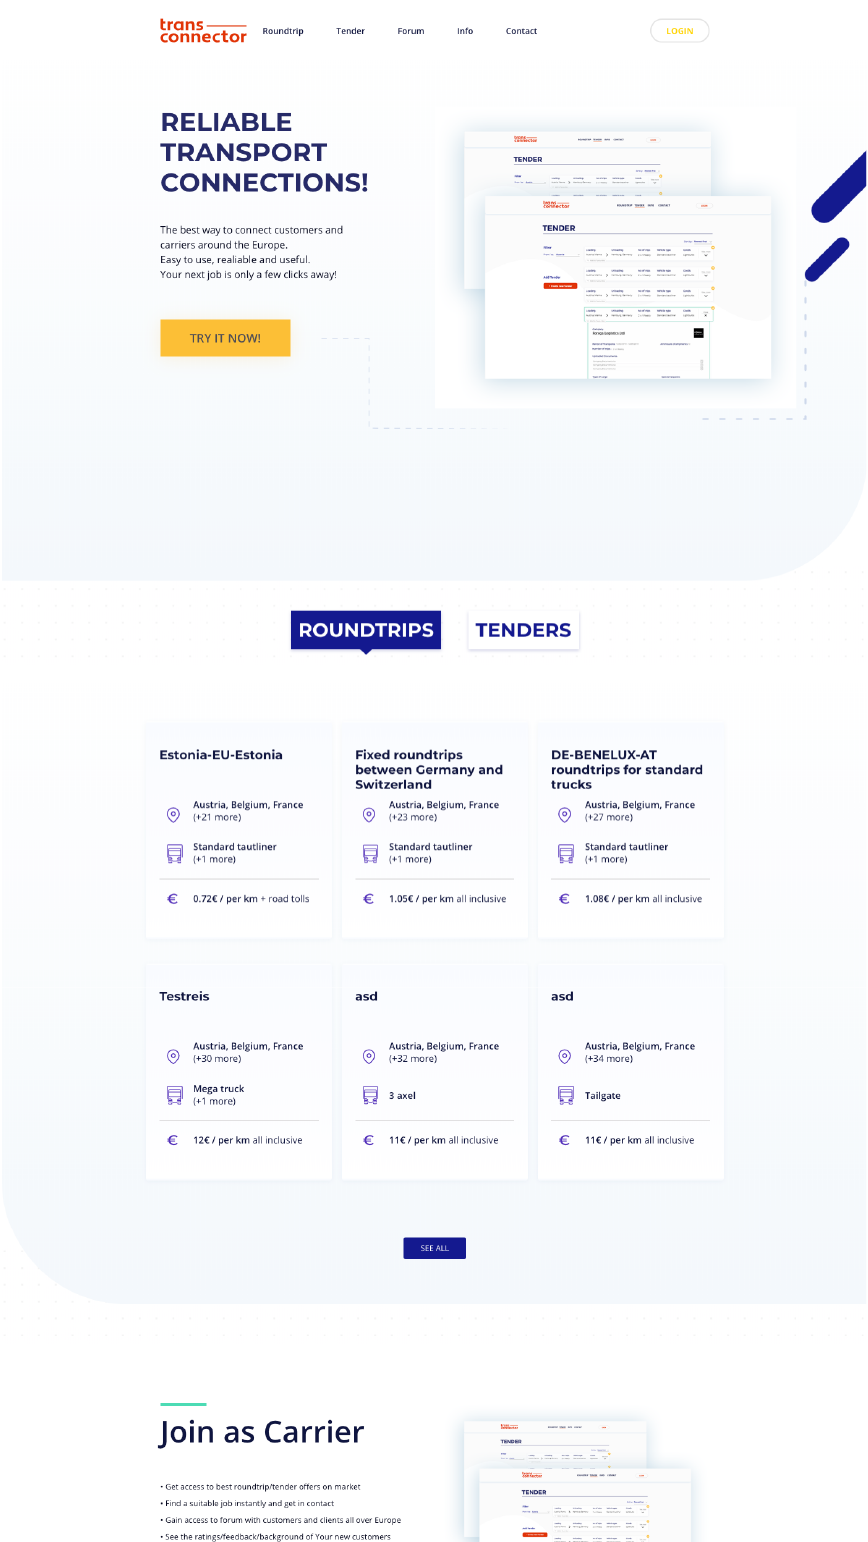 trans
connector
Roundtrip
Tender
Forum
Info
Contact
LOGIN
RELIABLE
TRANSPORT
CONNECTIONS!
The best way to connect customers and
carriers around the Europe.
Easy to use, realiable and useful.
Your next job is only a few clicks away!
TRY IT NOW!
trans
connector
TENDER
trans
connector
TENDER
ROUNDTRIPS
TENDERS
Estonia-EU-Estonia
Austria, Belgium, France
(+21 more)
Standard tautliner
(+1 more)
0.72€ / per km + road tolls
Fixed roundtrips
between Germany and
Switzerland
Austria, Belgium, France
(+23 more)
Standard tautliner
(+1 more)
1.05€ / per km all inclusive
DE-BENELUX-AT
roundtrips for standard
trucks
Austria, Belgium, France
(+27 more)
Standard tautliner
(+1 more)
1.08€ / per km all inclusive
Testreis
Austria, Belgium, France
(+30 more)
Mega truck
(+1 more)
12€ / per km all inclusive
asd
Austria, Belgium, France
(+32 more)
3 axel
11€ / per km all inclusive
asd
Austria, Belgium, France
(+34 more)
Tailgate
11€ / per km all inclusive
SEE ALL
Join as Carrier
• Get access to best roundtrip/tender offers on market
• Find a suitable job instantly and get in contact
• Gain access to forum with customers and clients all over Europe
• See the ratings/feedback/background of Your new customers
TENDER
TENDER